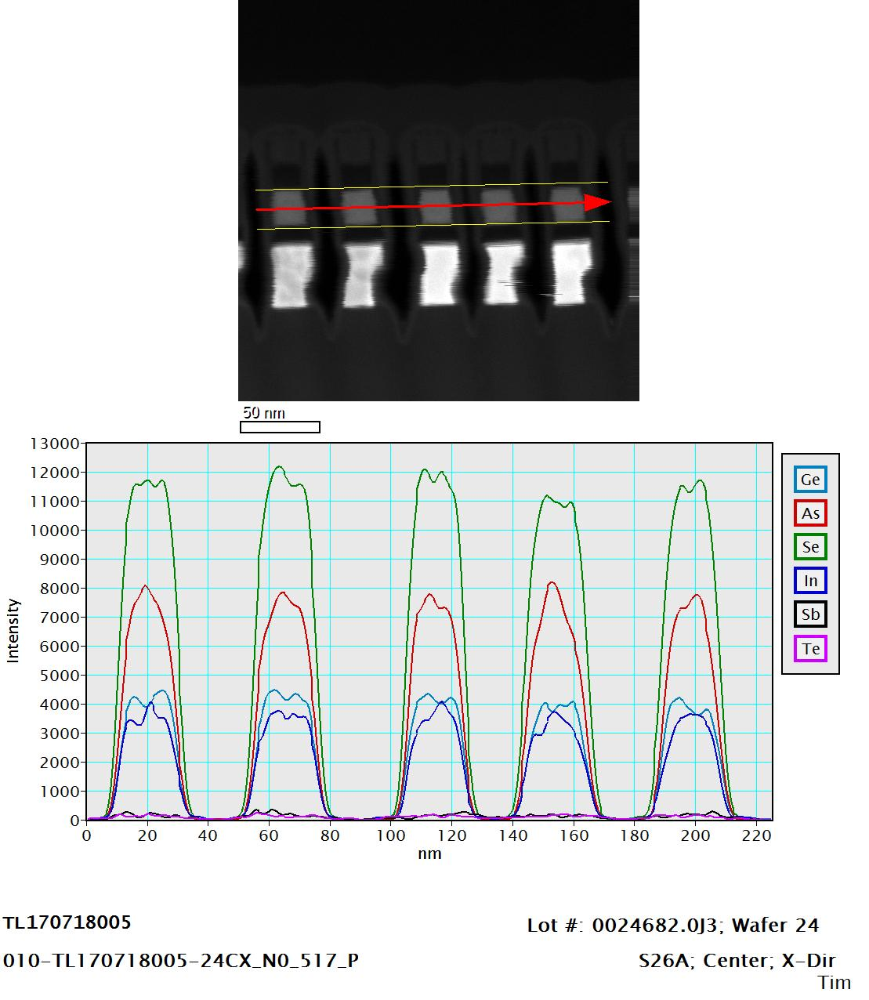 50 nm
13000
12000
11000
10000
9000
8000
7000
6000
5000
4000
3000
2000
1000
0
Intensity
0 20 40 60 80 100 120 140 160 180 200 220
nm
Ge
As
Se
In
Sb
Te
TL170718005
Lot #: 0024682.0J3; Wafer 24
010-TL170718005-24CX_N0_517_P
S26A; Center; X-Dir
Tim